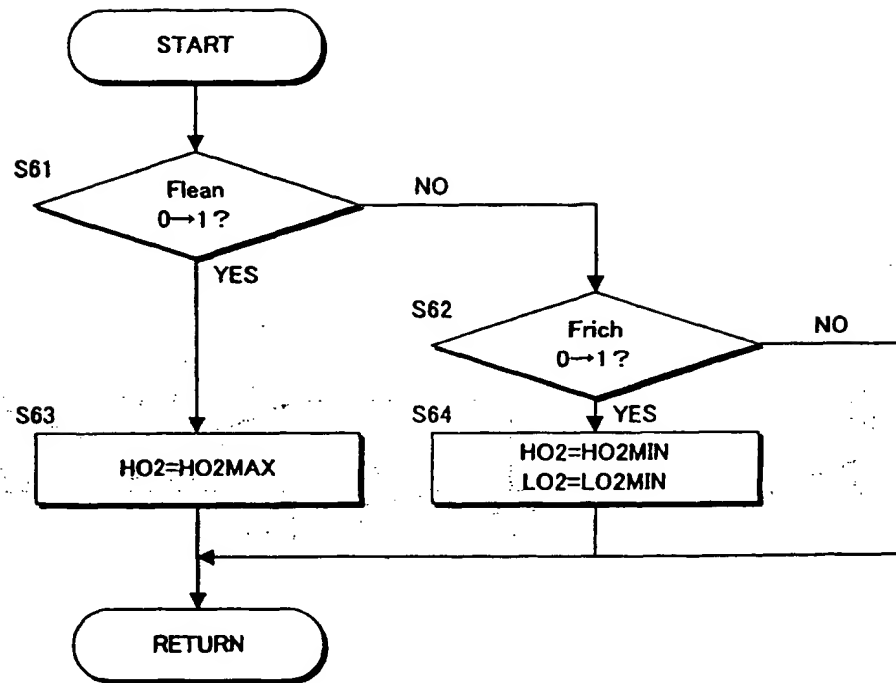 START
S61
Flean
0→1?
NO
YES
S62
Frich
0→1?
NO
YES
S63
HO2=HO2MAX
S64
HO2=HO2MIN
LO2=LO2MIN
RETURN